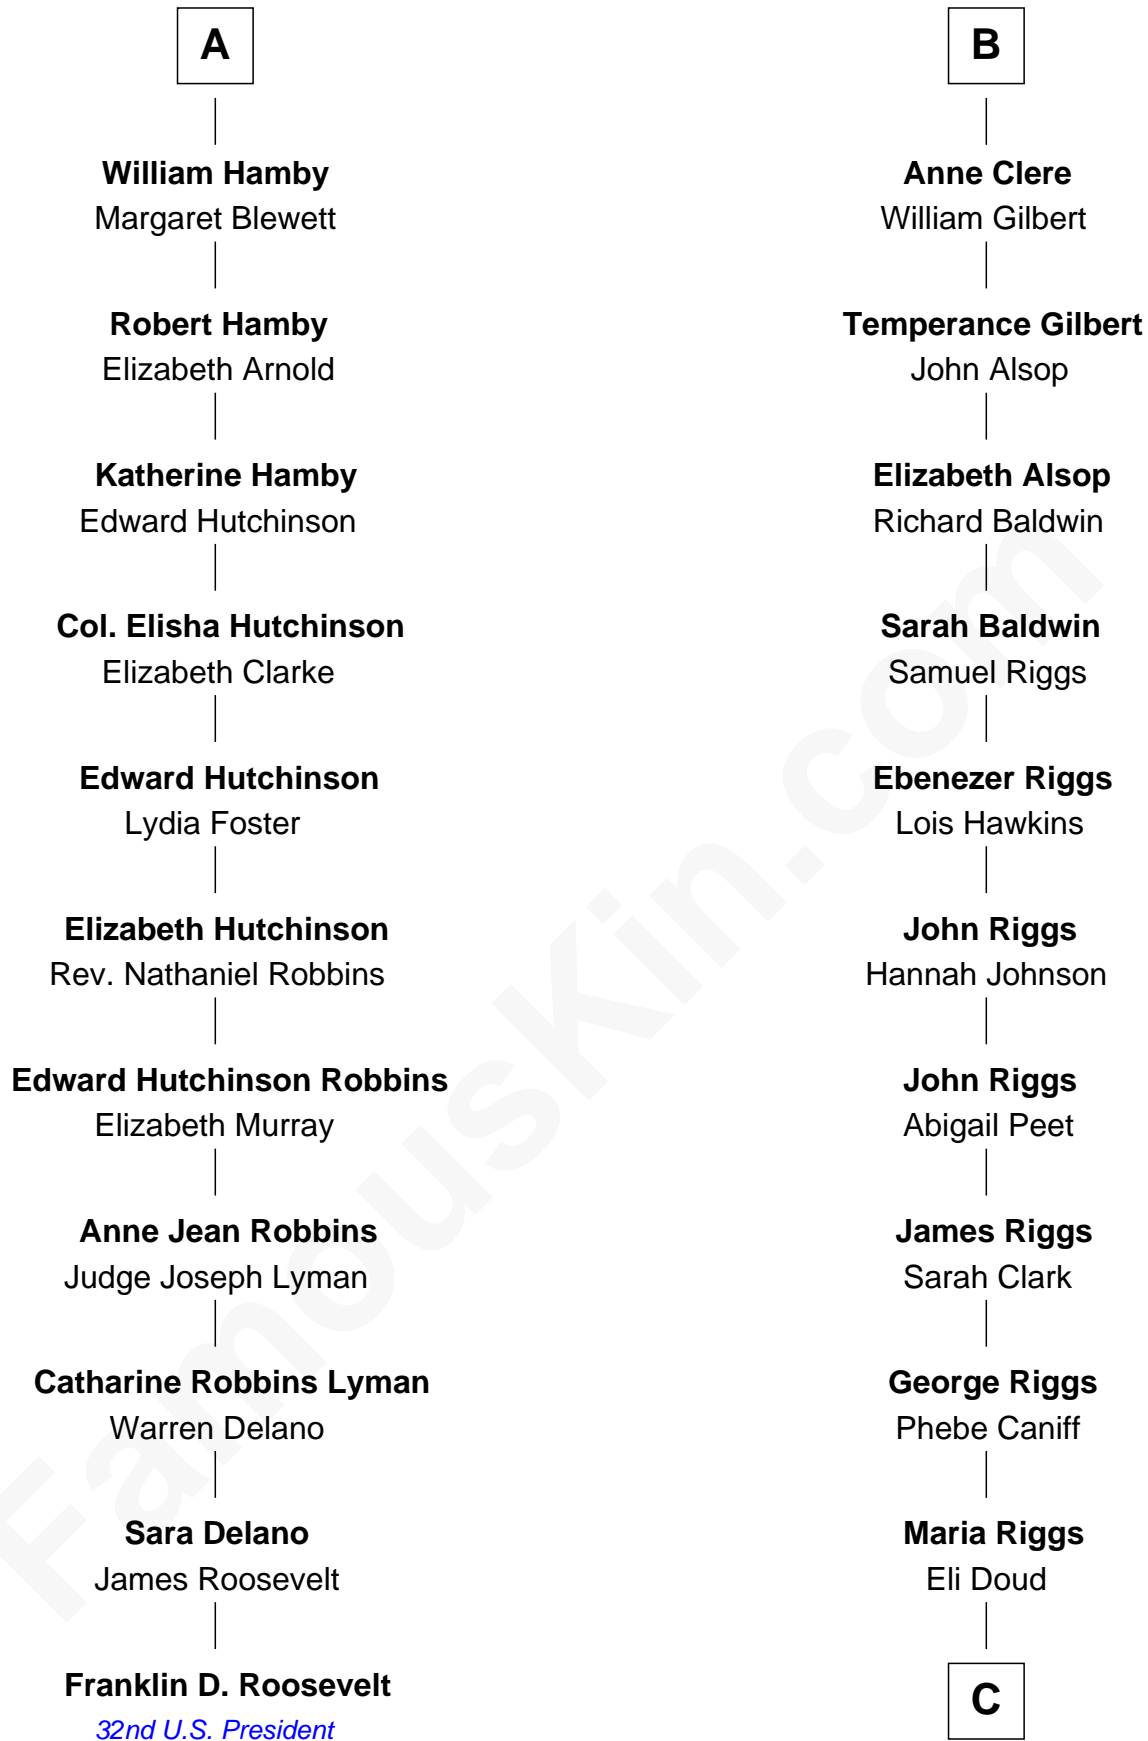 A
William Hamby
Margaret Blewett
Robert Hamby
Elizabeth Arnold
Katherine Hamby
Edward Hutchinson
Col. Elisha Hutchinson
Elizabeth Clarke
Edward Hutchinson
Lydia Foster
Elizabeth Hutchinson
Rev. Nathaniel Robbins
Edward Hutchinson Robbins
Elizabeth Murray
Anne Jean Robbins
Judge Joseph Lyman
Catharine Robbins Lyman
Warren Delano
Sara Delano
James Roosevelt
Franklin D. Roosevelt
32nd U.S. President
B
Anne Clere
William Gilbert
Temperance Gilbert
John Alsop
Elizabeth Alsop
Richard Baldwin
Sarah Baldwin
Samuel Riggs
Ebenezer Riggs
Lois Hawkins
John Riggs
Hannah Johnson
John Riggs
Abigail Peet
James Riggs
Sarah Clark
George Riggs
Phebe Caniff
Maria Riggs
Eli Doud
C
FamousKin.com